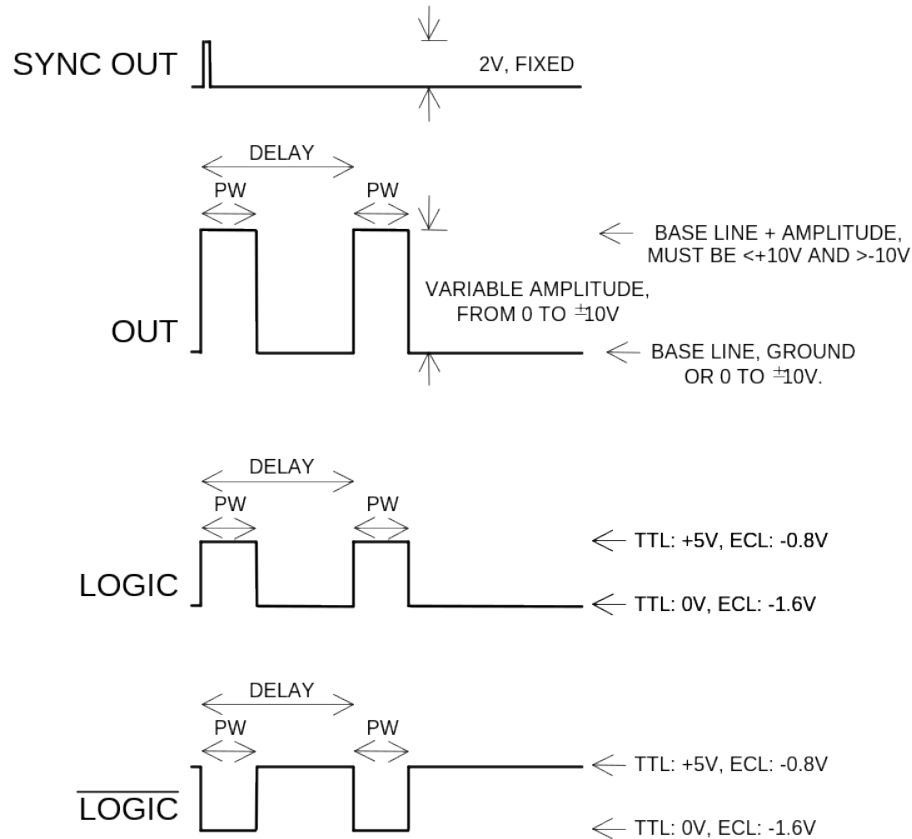 SYNC OUT
2V, FIXED
DELAY
PW
PW
BASE LINE + AMPLITUDE,
MUST BE <+10V AND >-10V
VARIABLE AMPLITUDE,
FROM 0 TO ±10V
OUT
BASE LINE, GROUND
OR 0 TO ±10V.
DELAY
PW
PW
TTL: +5V, ECL: -0.8V
LOGIC
TTL: 0V, ECL: -1.6V
DELAY
PW
PW
TTL: +5V, ECL: -0.8V
L̅O̅G̅I̅C̅
TTL: 0V, ECL: -1.6V